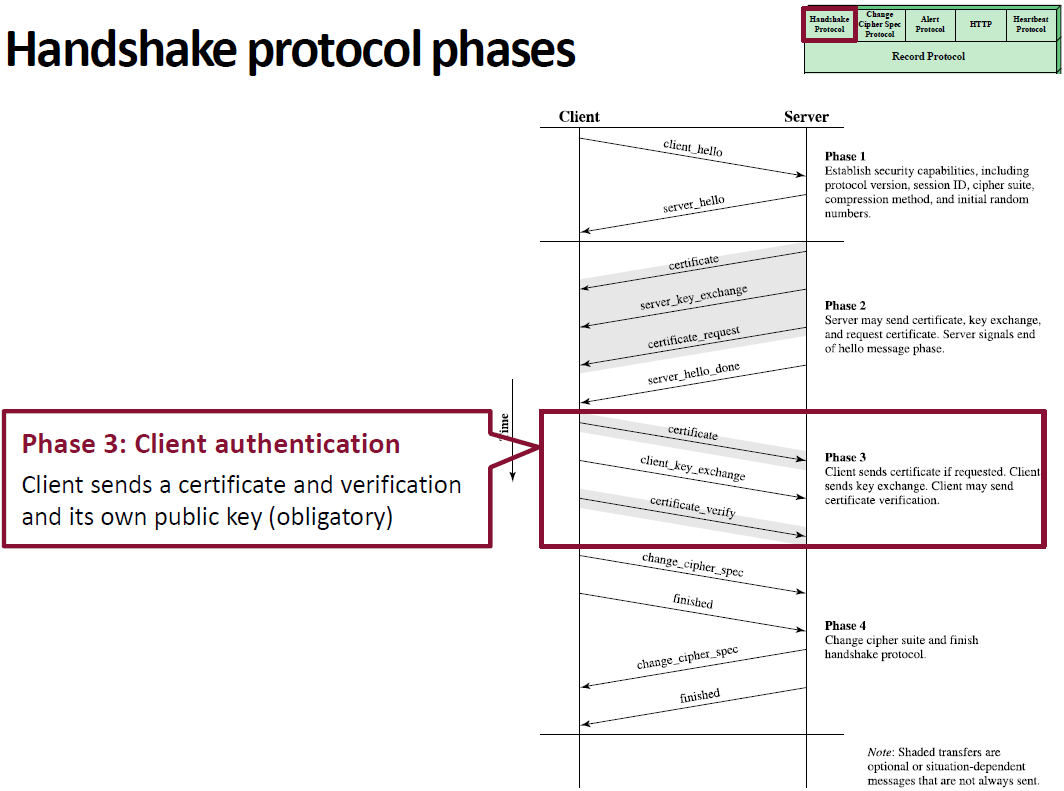 Handshake protocol phases
Handshake
Protocol
Change
Cipher Spec
Protocol
Alert
Protocol
HTTP
Heartbeat
Protocol
Record Protocol
Client
Server
client_hello
server_hello
Phase 1
Establish security capabilities, including
protocol version, session ID, cipher suite,
compression method, and initial random
numbers.
certificate
server_key_exchange
certificate_request
server_hello_done
Phase 2
Server may send certificate, key exchange,
and request certificate. Server signals end
of hello message phase.
Phase 3: Client authentication
Client sends a certificate and verification
and its own public key (obligatory)
certificate
client_key_exchange
certificate_verify
Phase 3
Client sends certificate if requested. Client
sends key exchange. Client may send
certificate verification.
change_cipher_spec
finished
change_cipher_spec
finished
Phase 4
Change cipher suite and finish
handshake protocol.
Note: Shaded transfers are
optional or situation-dependent
messages that are not always sent.